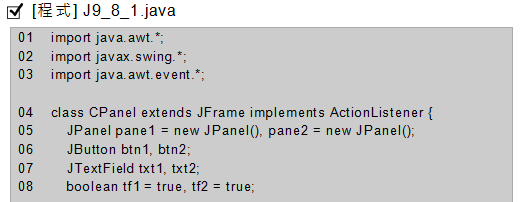 [程式] J9_8_1.java
01 import java.awt.*;
02 import javax.swing.*;
03 import java.awt.event.*;
04 class CPanel extends JFrame implements ActionListener {
05 JPanel pane1 = new JPanel(), pane2 = new JPanel();
06 JButton btn1, btn2;
07 JTextField txt1, txt2;
08 boolean tf1 = true, tf2 = true;